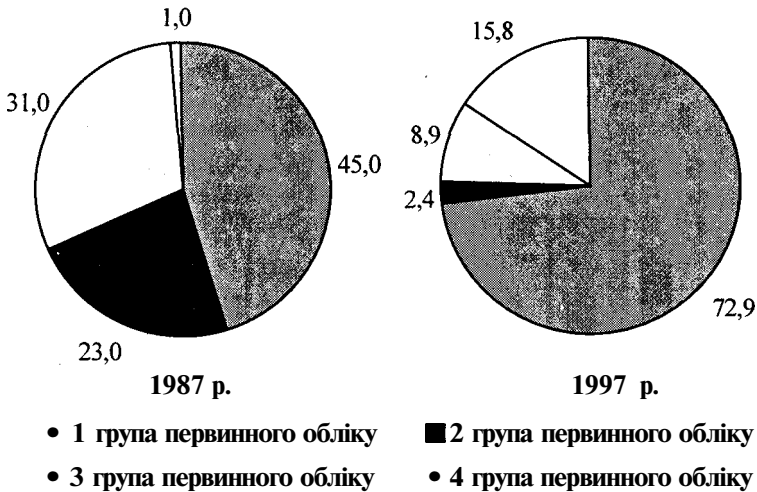 1,0
15,8
31,0
8,9
45,0
2,4
72,9
23,0
1987 р.
1997 р.
• 1 група первинного обліку
■2 група первинного обліку
• 3 група первинного обліку
• 4 група первинного обліку